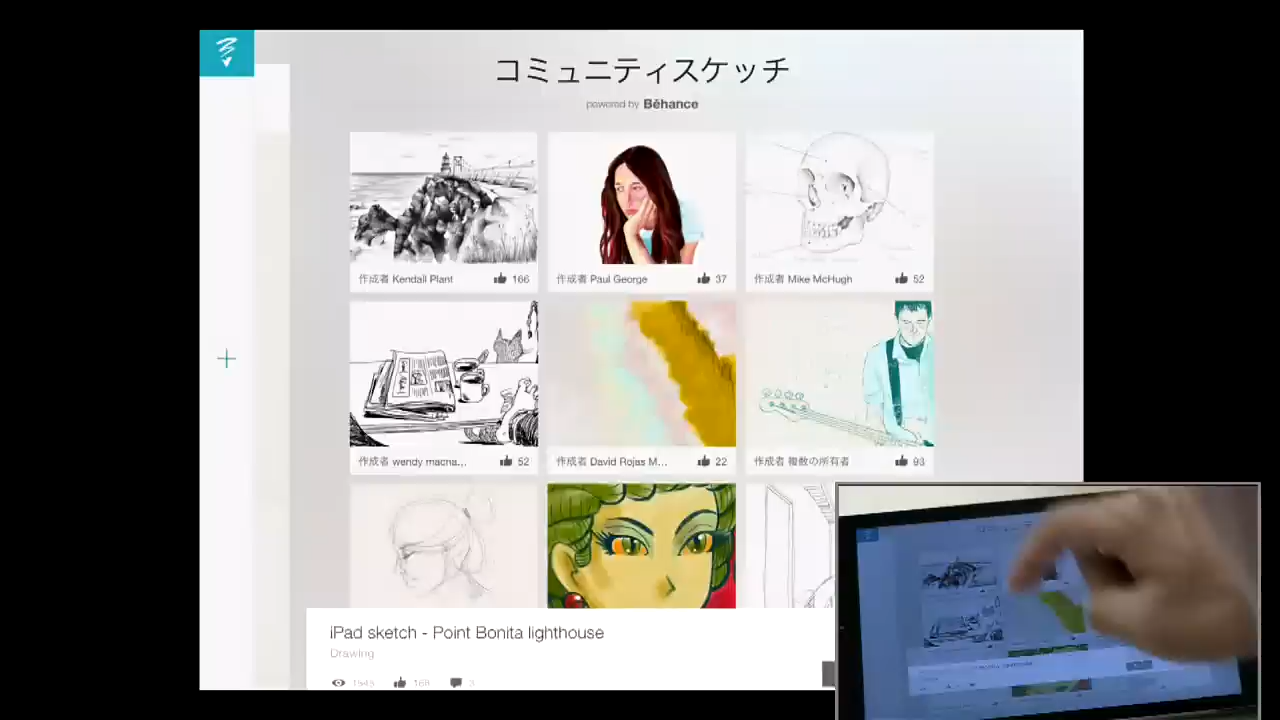 コミュニティスケッチ
powered by Bēhance
作成者 Kendall Plant 166
作成者 Paul George 37
作成者 Mike McHugh 52
作成者 wendy macna... 52
作成者 David Rojas M... 22
作成者 複数の所有者 93
iPad sketch - Point Bonita lighthouse
Drawing